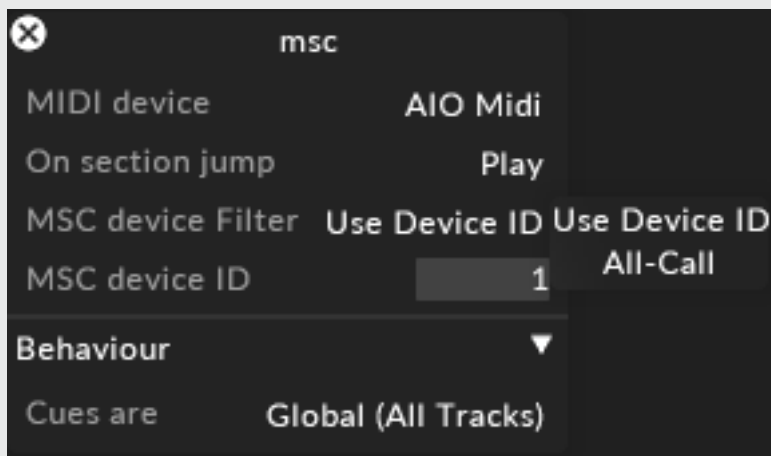 msc
MIDI device AIO Midi
On section jump Play
MSC device Filter Use Device ID Use Device ID
All-Call
MSC device ID 1
Behaviour
Cues are Global (All Tracks)